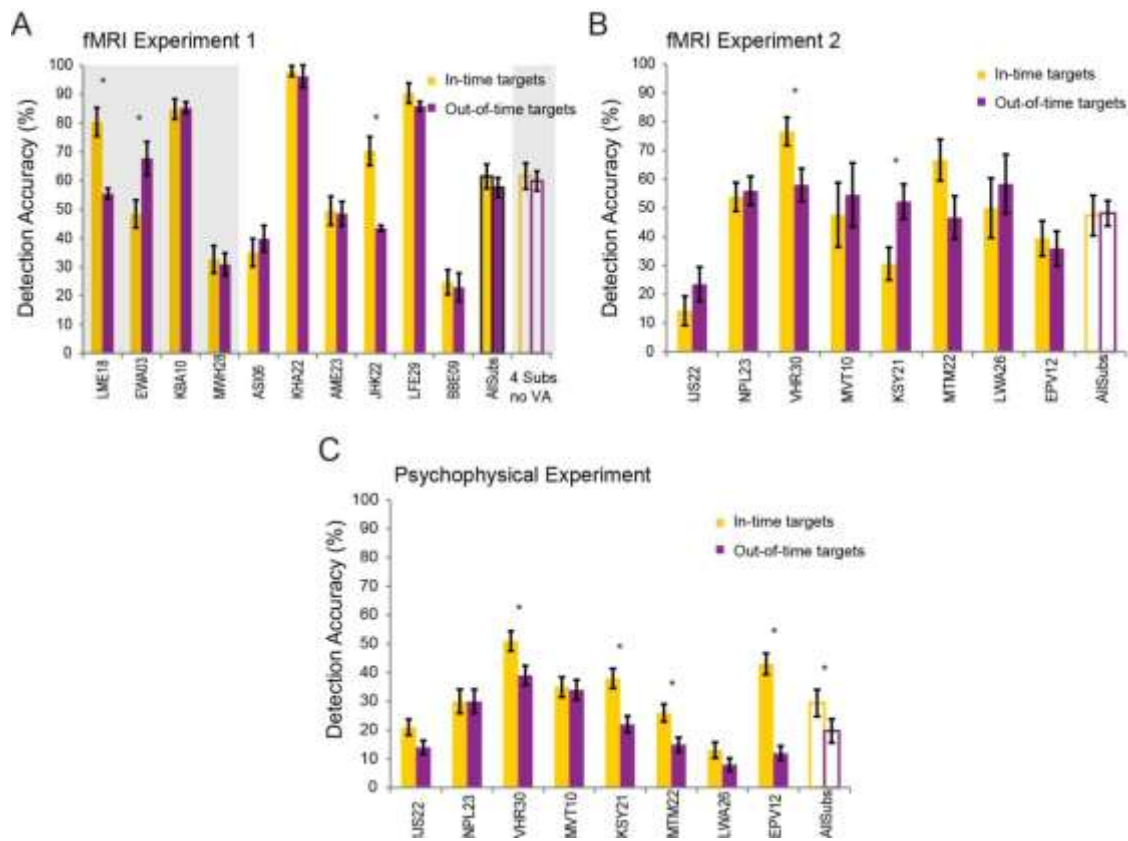 A
fMRI Experiment 1
Detection Accuracy (%)
100
90
80
70
60
50
40
30
20
10
0
*
*
*
In-time targets
Out-of-time targets
LME18
EWA03
KBA10
MWH28
ASI06
KHA22
AME23
JHK22
LFE29
BBE09
AllSubs
4 Subs
no VA
B
fMRI Experiment 2
Detection Accuracy (%)
100
90
80
70
60
50
40
30
20
10
0
*
*
In-time targets
Out-of-time targets
IJS22
NPL23
VHR30
MVT10
KSY21
MTM22
LWA26
EPV12
AllSubs
C
Psychophysical Experiment
Detection Accuracy (%)
100
90
80
70
60
50
40
30
20
10
0
*
*
*
*
*
In-time targets
Out-of-time targets
IJS22
NPL23
VHR30
MVT10
KSY21
MTM22
LWA26
EPV12
AllSubs